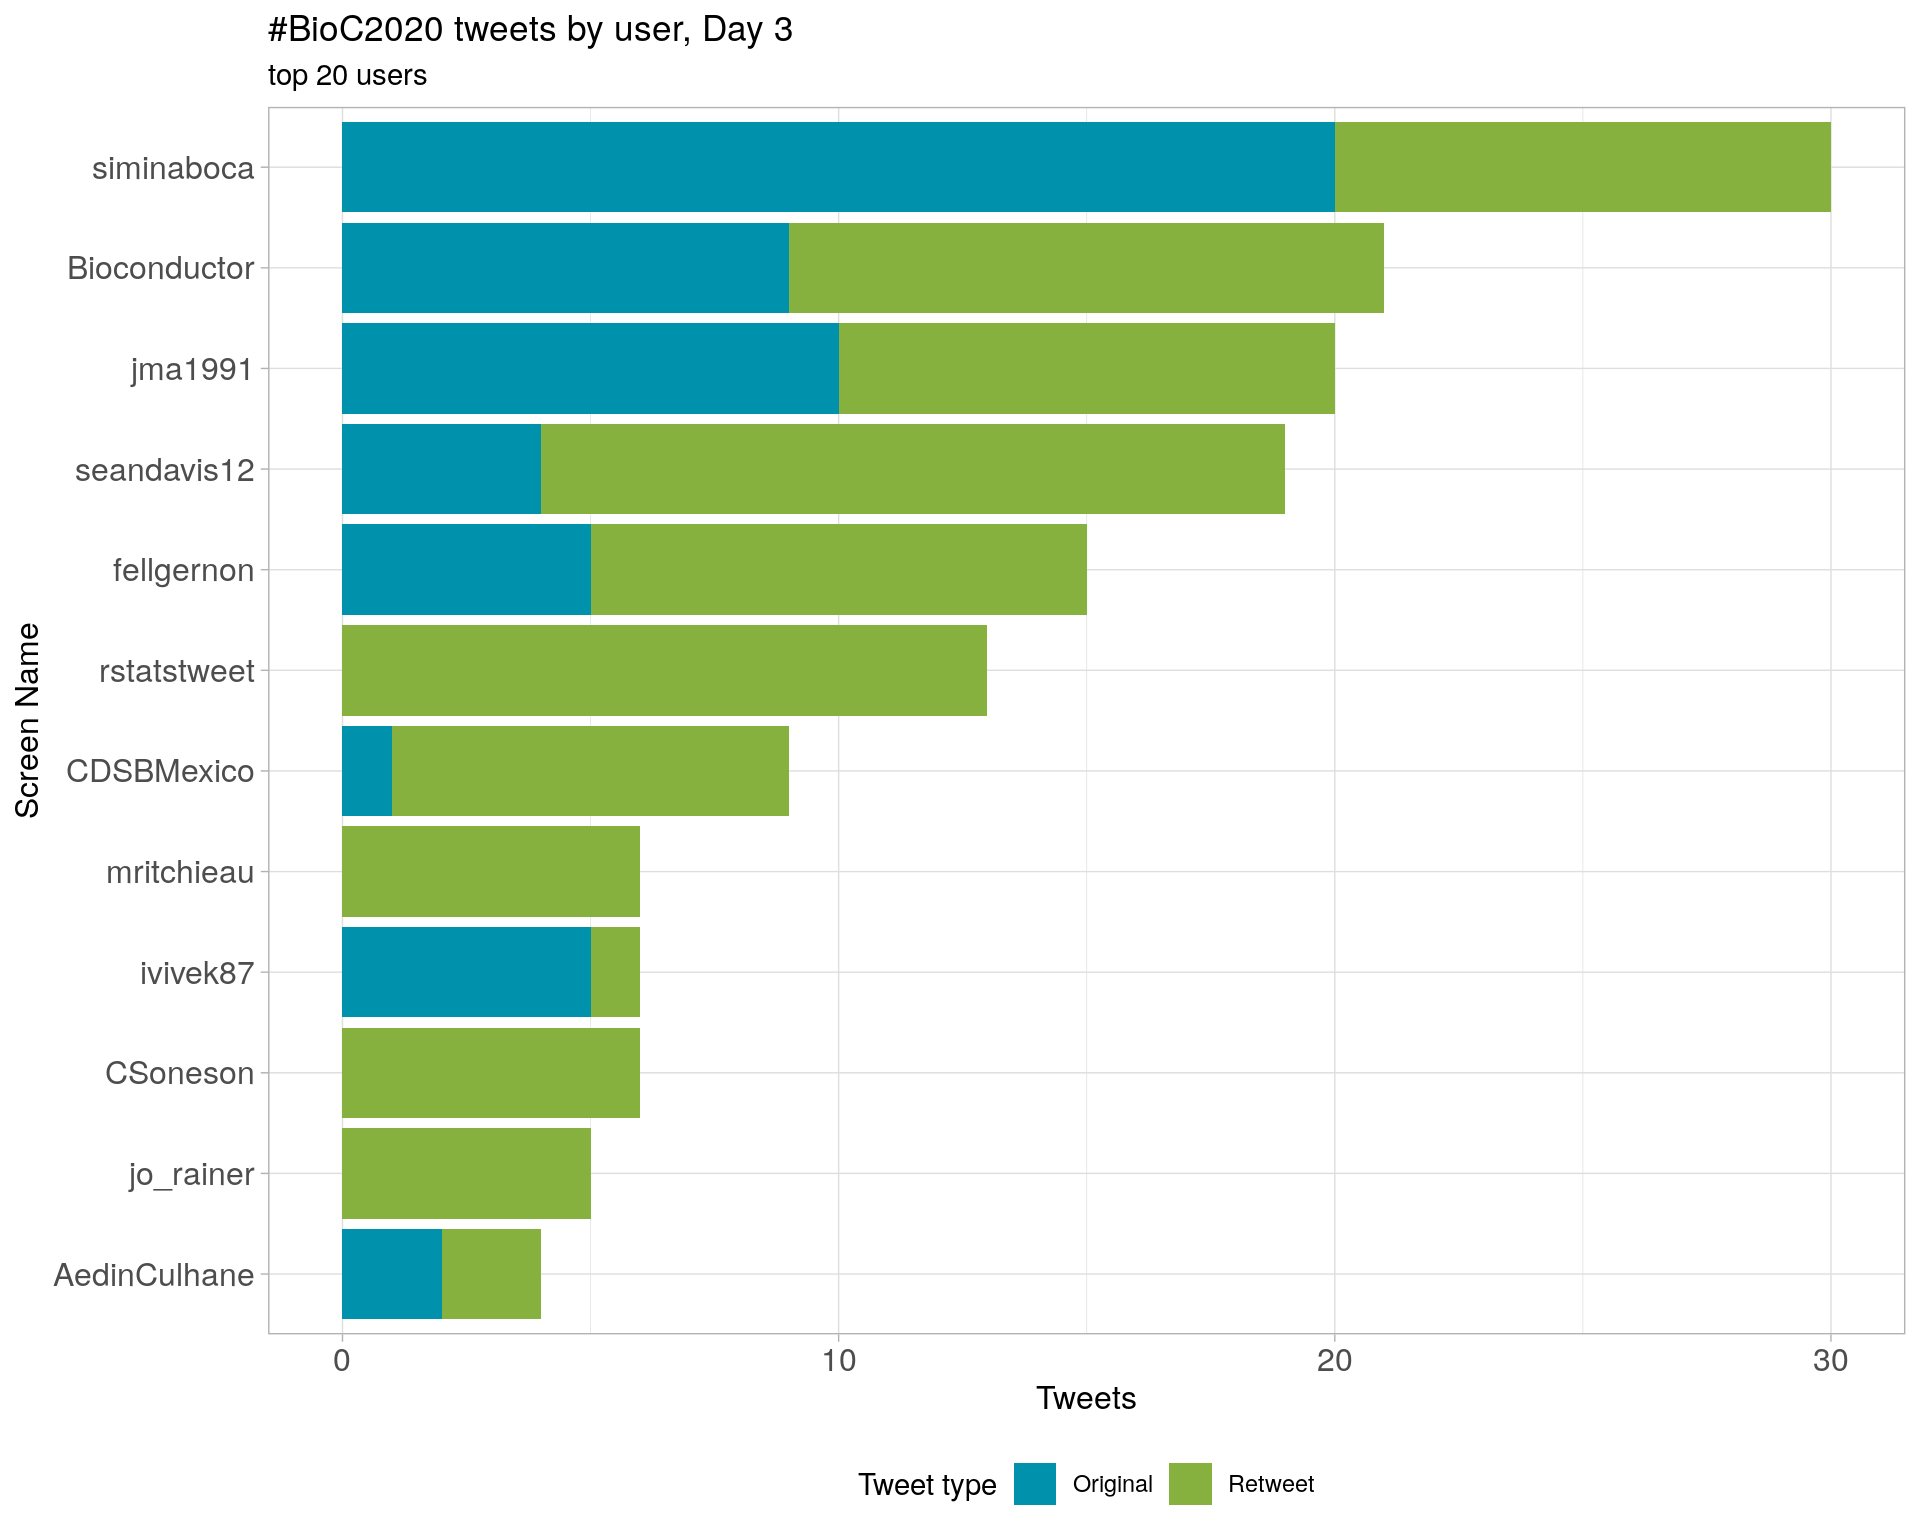 #BioC2020 tweets by user, Day 3
top 20 users
Screen Name
siminaboca
Bioconductor
jma1991
seandavis12
fellgernon
rstatstweet
CDSBMexico
mritchieau
ivivek87
CSoneson
jo_rainer
AedinCulhane
0 10 20 30
Tweets
Tweet type Original Retweet